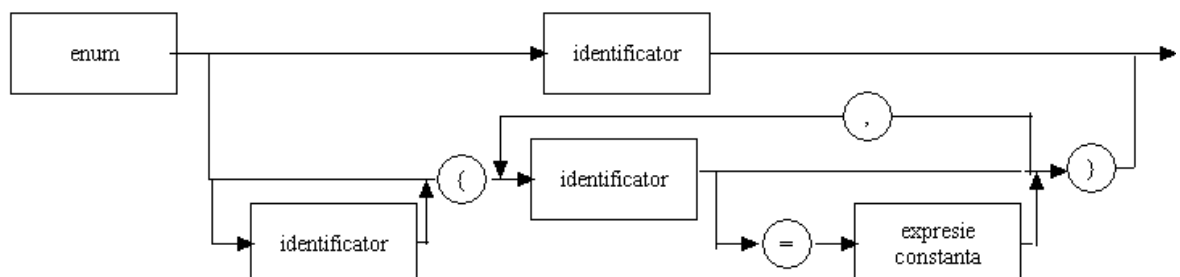 enum
identificator
,
{
identificator
}
identificator
=
expresie
constanta